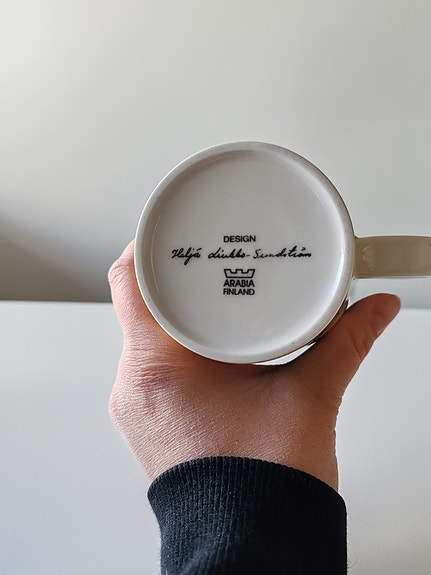 DESIGN
Heljä Liukko-Sundström
ARABIA
FINLAND